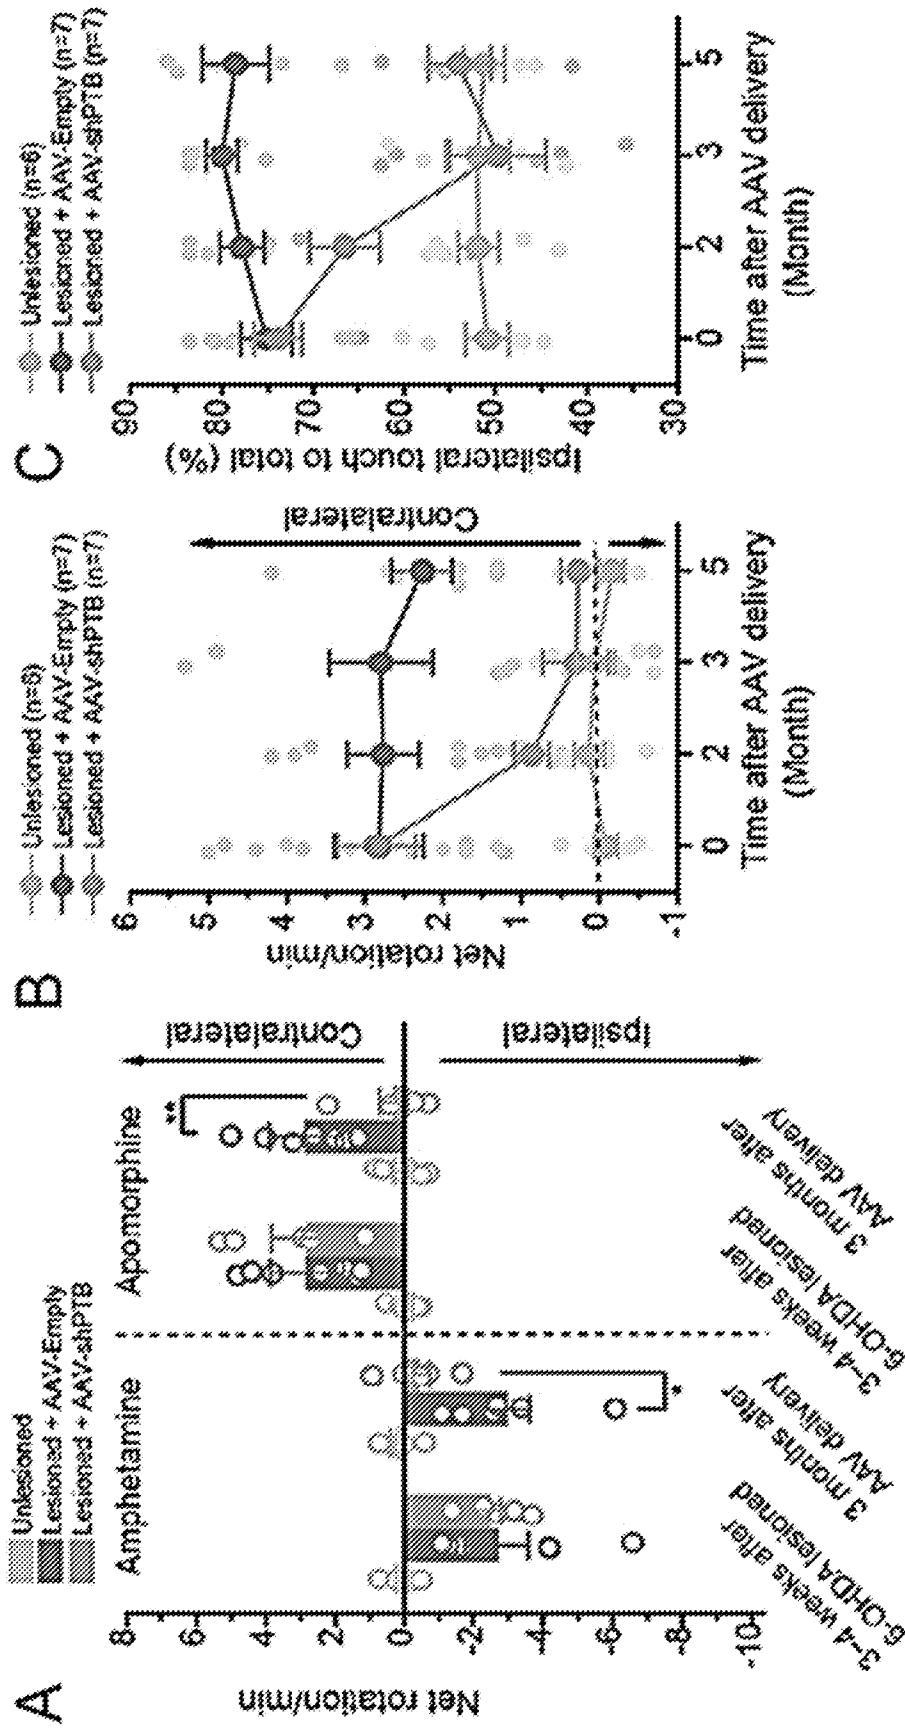 A
Unlesioned
Lesioned + AAV-Empty
Lesioned + AAV-shPTB
Amphetamine
Apomorphine
Net rotation/min
8
6
4
2
0
-2
-4
-6
-8
-10
Contralateral
Ipsilateral
**
*
3~4 weeks after
6-OHDA lesioned
3 months after
AAV delivery
3~4 weeks after
6-OHDA lesioned
3 months after
AAV delivery
B
Unlesioned (n=6)
Lesioned + AAV-Empty (n=7)
Lesioned + AAV-shPTB (n=7)
Net rotation/min
6
5
4
3
2
1
0
-1
Contralateral
0 2 3 5
Time after AAV delivery
(Month)
C
Unlesioned (n=6)
Lesioned + AAV-Empty (n=7)
Lesioned + AAV-shPTB (n=7)
Ipsilateral touch to total (%)
90
80
70
60
50
40
30
0 2 3 5
Time after AAV delivery
(Month)